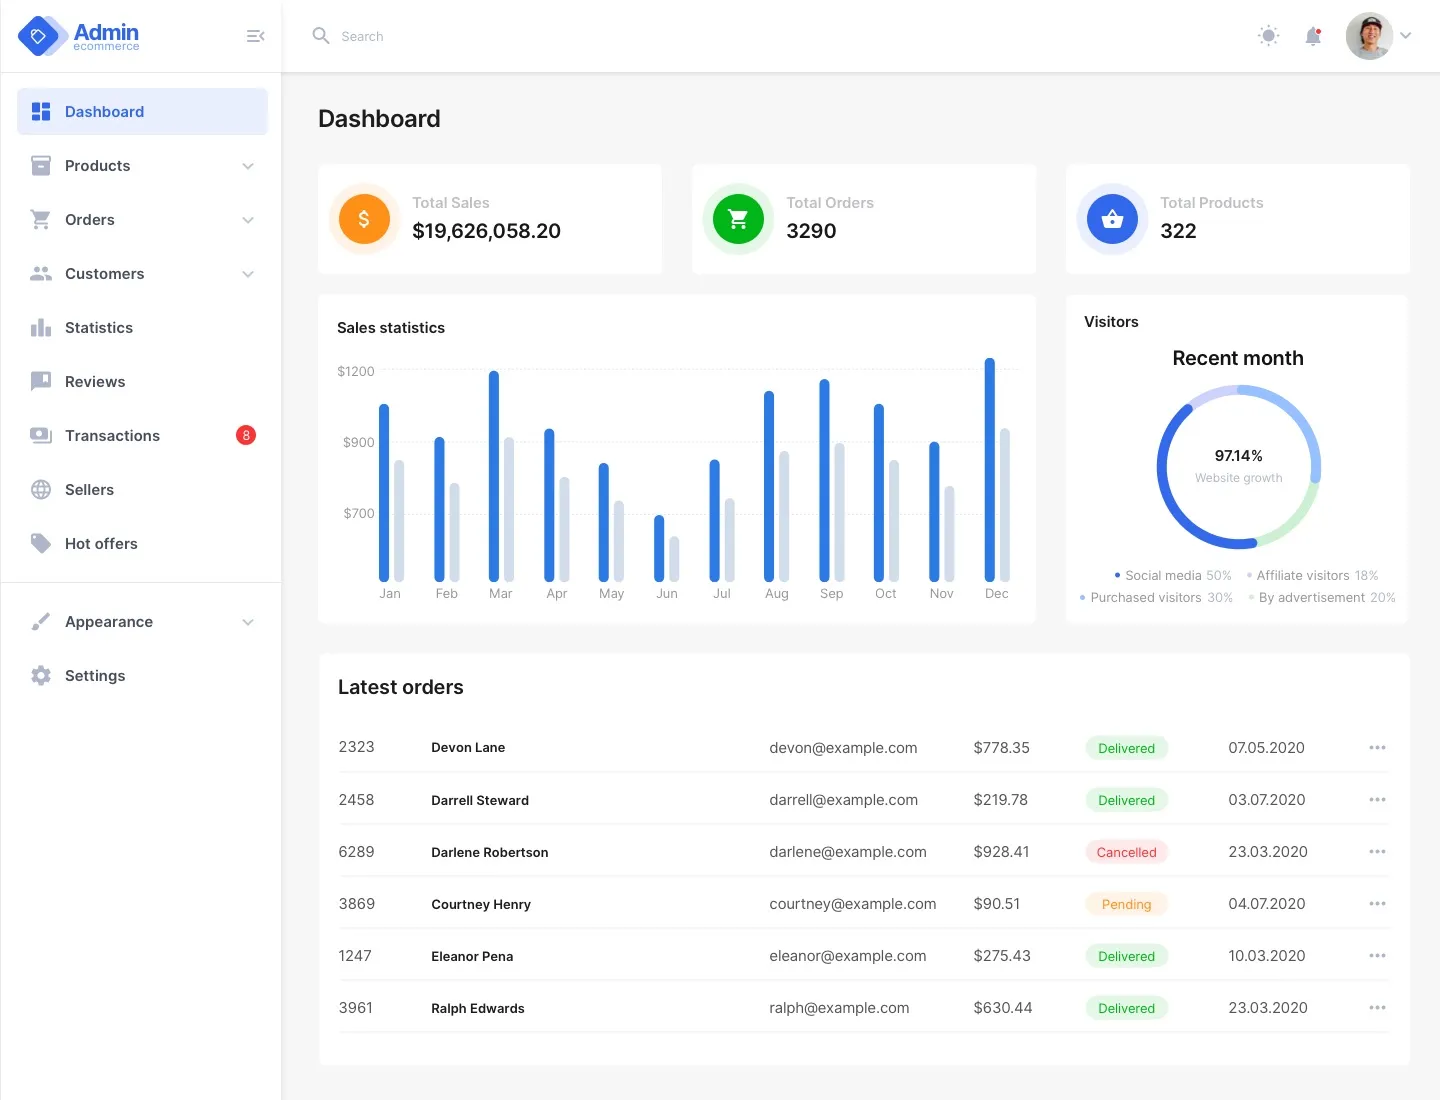 Admin
ecommerce
Search
Dashboard
Products
Orders
Customers
Statistics
Reviews
Transactions 8
Sellers
Hot offers
Appearance
Settings
Dashboard
Total Sales
$19,626,058.20
Total Orders
3290
Total Products
322
Sales statistics
$1200
$900
$700
Jan Feb Mar Apr May Jun Jul Aug Sep Oct Nov Dec
Visitors
Recent month
97.14%
Website growth
Social media 50% Affiliate visitors 18%
Purchased visitors 30% By advertisement 20%
Latest orders
2323 Devon Lane devon@example.com $778.35 Delivered 07.05.2020
2458 Darrell Steward darrell@example.com $219.78 Delivered 03.07.2020
6289 Darlene Robertson darlene@example.com $928.41 Cancelled 23.03.2020
3869 Courtney Henry courtney@example.com $90.51 Pending 04.07.2020
1247 Eleanor Pena eleanor@example.com $275.43 Delivered 10.03.2020
3961 Ralph Edwards ralph@example.com $630.44 Delivered 23.03.2020